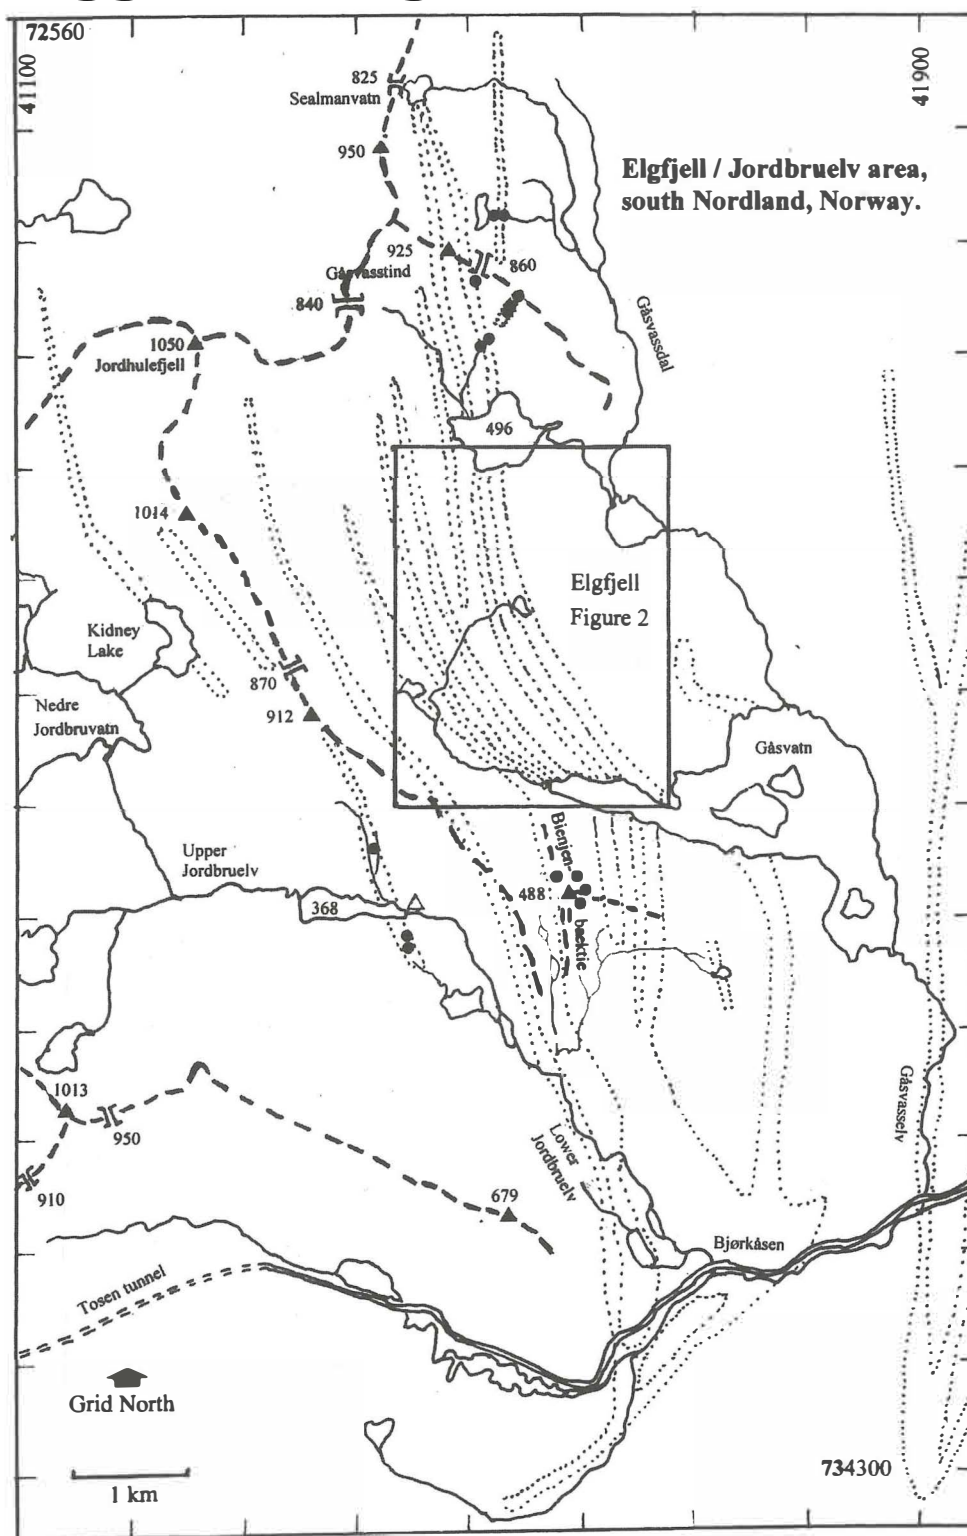 72560
41100
41900
825
Sealmanvatn
950
Elgfjell / Jordbruelv area,
south Nordland, Norway.
925
860
Gåsvasstind
840
Gåsvassdal
1050
Jordhulefjell
496
1014
Elgfjell
Figure 2
Kidney
Lake
870
912
Nedre
Jordbruvatn
Gåsvatn
Bienjen-
baektie
Upper
Jordbruelv
488
368
1013
950
910
Gåsvasselv
Lower
Jordbruelv
679
Bjørkåsen
Tosen tunnel
Grid North
1 km
734300